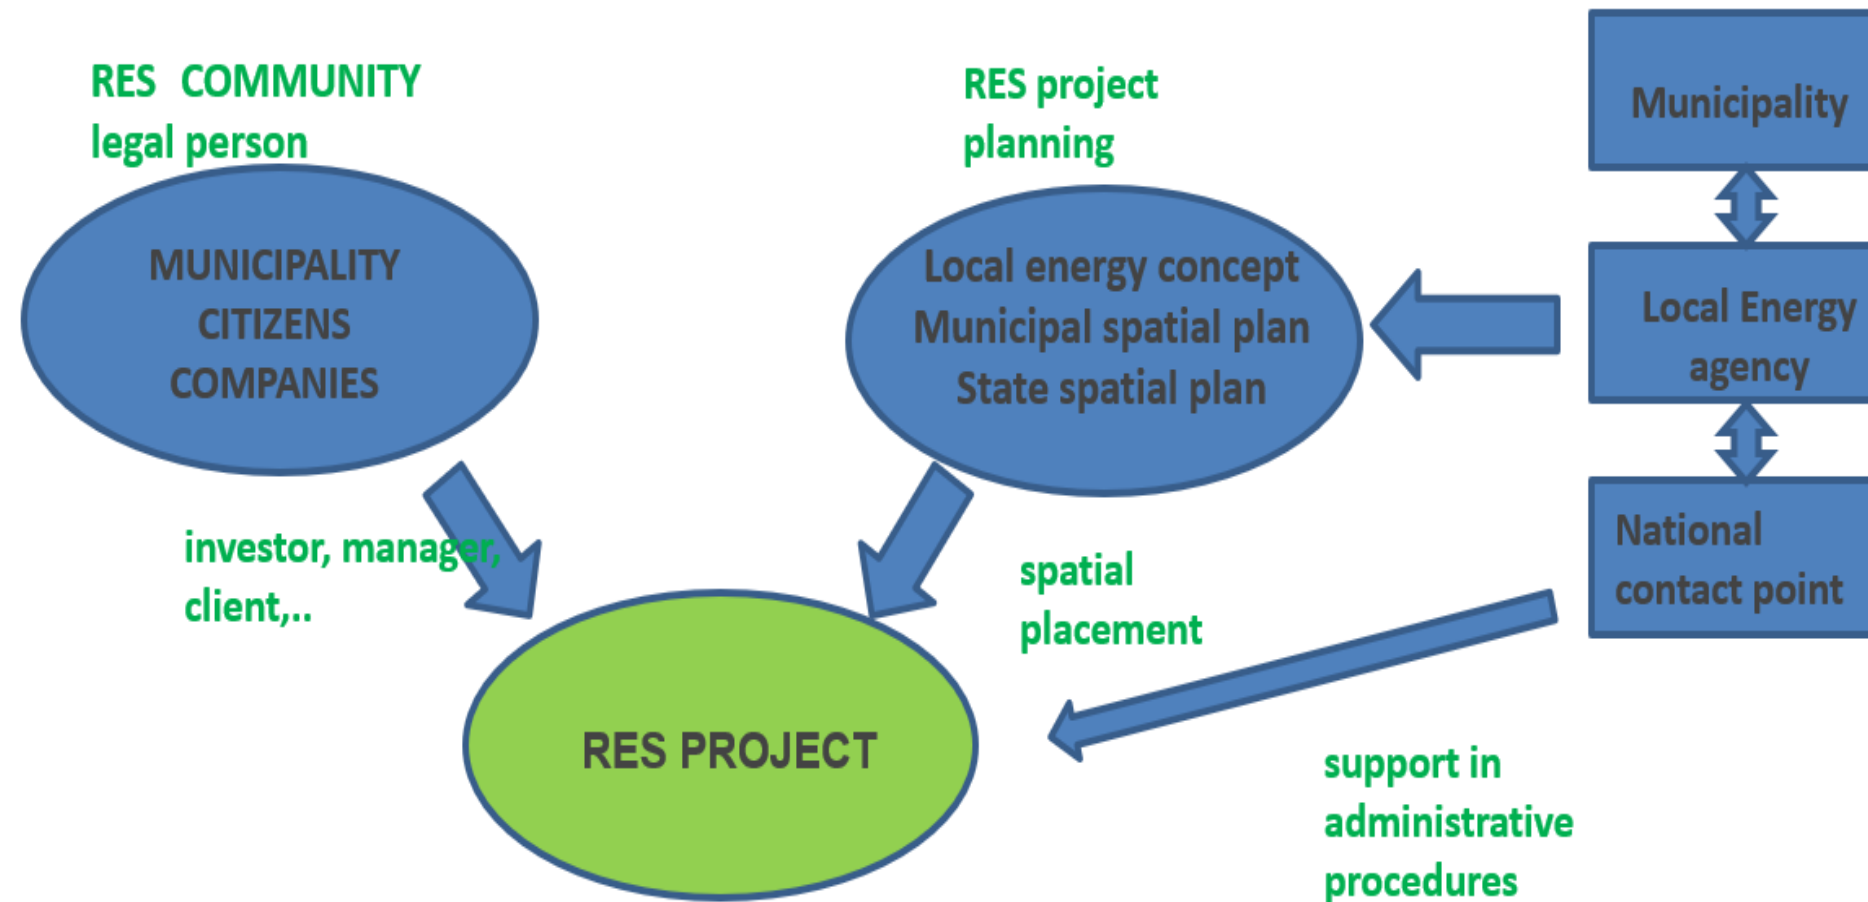 RES COMMUNITY
legal person
MUNICIPALITY
CITIZENS
COMPANIES
investor, manager,
client,..
RES project
planning
Local energy concept
Municipal spatial plan
State spatial plan
spatial
placement
RES PROJECT
Municipality
Local Energy
agency
National
contact point
support in
administrative
procedures